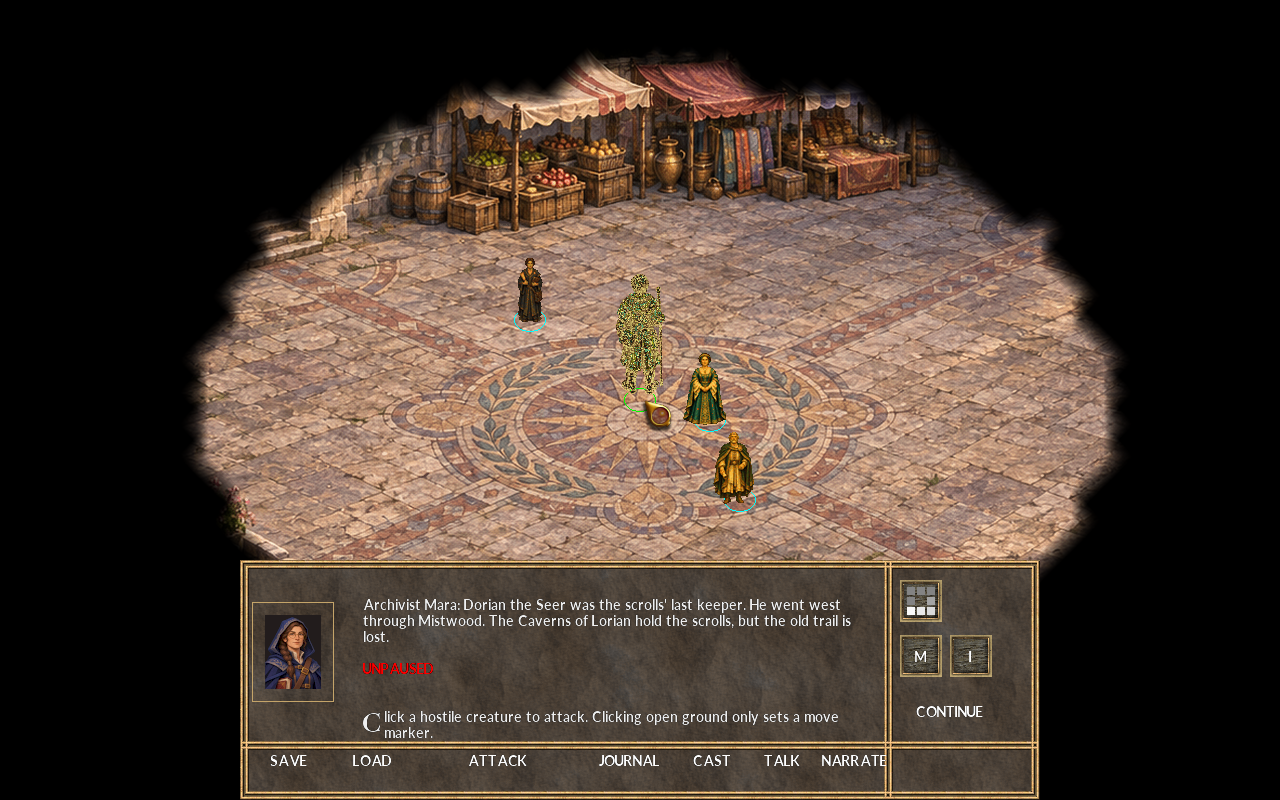 Archivist Mara: Dorian the Seer was the scrolls' last keeper. He went west
through Mistwood. The Caverns of Lorian hold the scrolls, but the old trail is
lost.
UNPAUSED
Click a hostile creature to attack. Clicking open ground only sets a move
marker.
M I
CONTINUE
SAVE LOAD ATTACK JOURNAL CAST TALK NARRATE